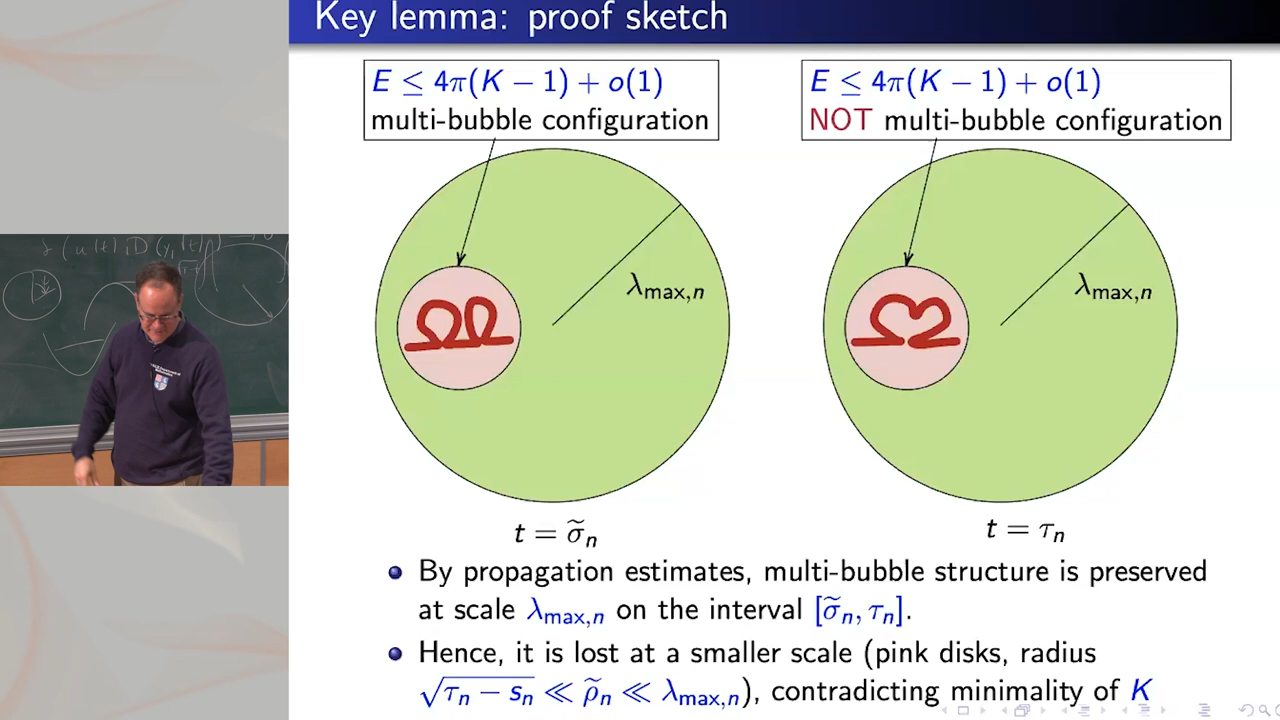 Key lemma: proof sketch
E ≤ 4π(K − 1) + o(1)
multi-bubble configuration
E ≤ 4π(K − 1) + o(1)
NOT multi-bubble configuration
λmax,n
λmax,n
t = σ̃n
t = τn
By propagation estimates, multi-bubble structure is preserved
at scale λmax,n on the interval [σ̃n, τn].
Hence, it is lost at a smaller scale (pink disks, radius
√τn − sn ≪ ρ̃n ≪ λmax,n), contradicting minimality of K